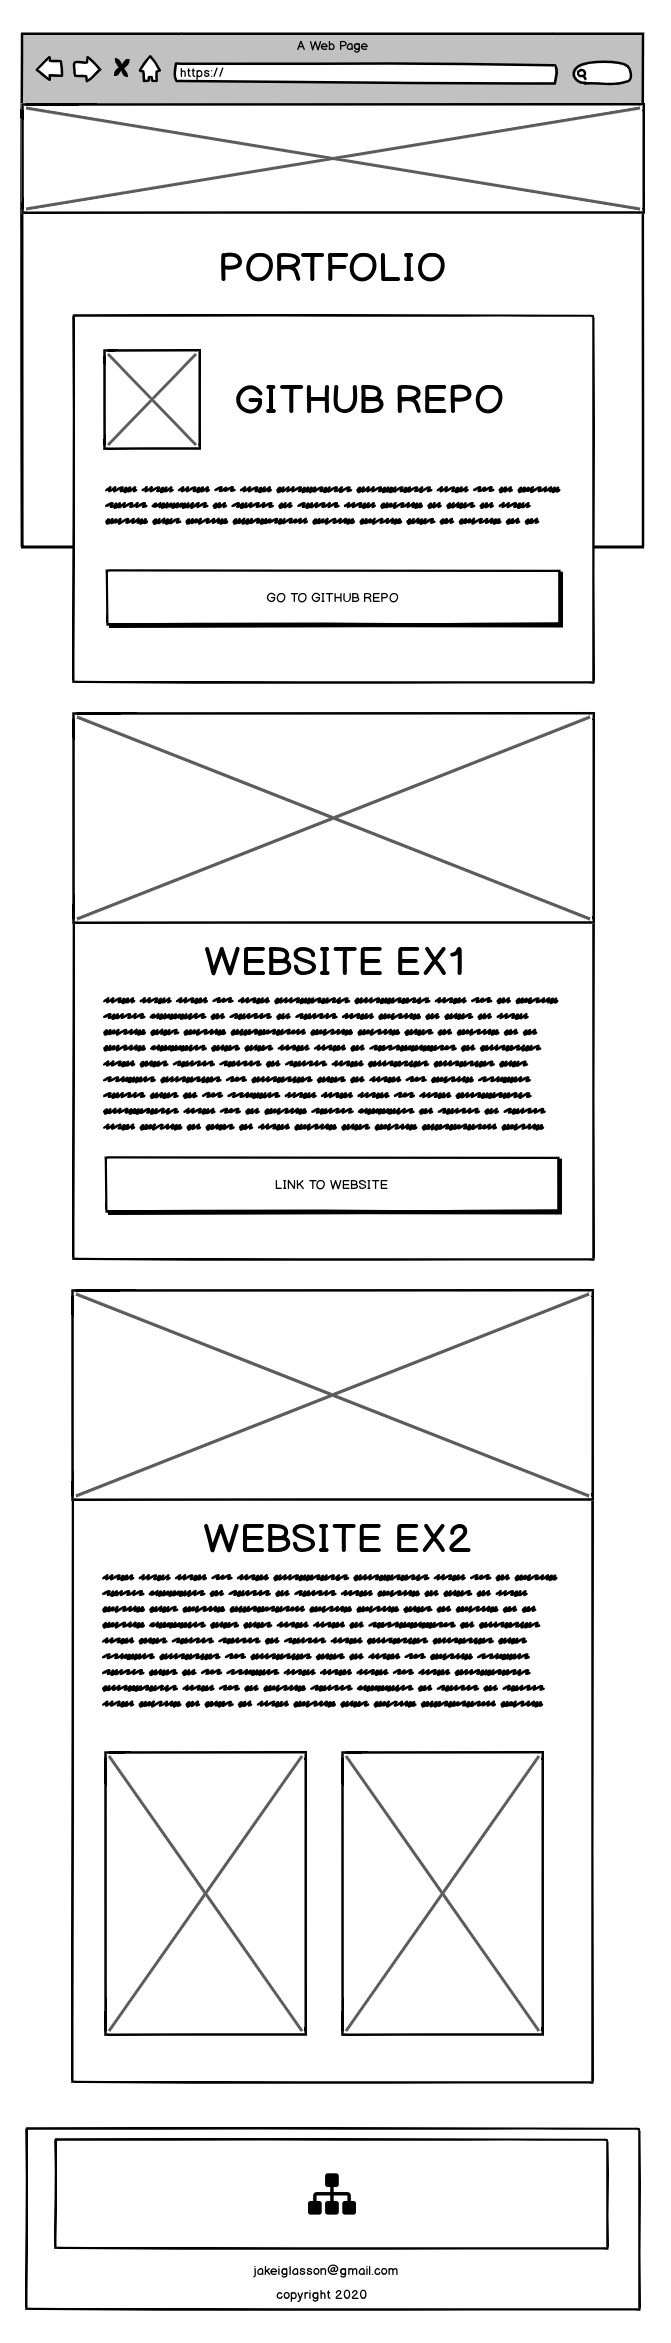 A Web Page
https://
PORTFOLIO
GITHUB REPO
GO TO GITHUB REPO
WEBSITE EX1
LINK TO WEBSITE
WEBSITE EX2
jakeiglasson@gmail.com
copyright 2020